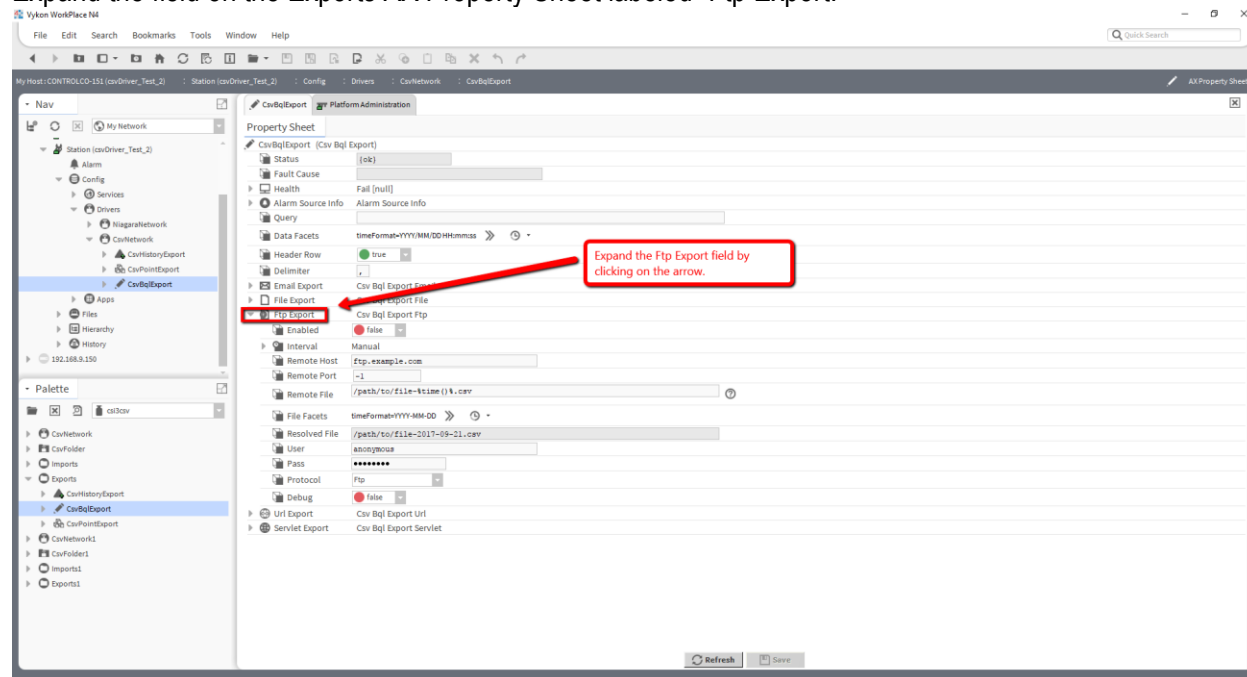 Expand the field on the Exports AX Property Sheet labeled "Ftp Export."
Vykon WorkPlace N4
File Edit Search Bookmarks Tools Window Help
Quick Search
My Host : CONTROLCO-151 (csvDriver_Test_2) : Station (csvDriver_Test_2) : Config : Drivers : CsvNetwork : CsvBqlExport
AX Property Sheet
Nav
My Network
Station (csvDriver_Test_2)
Alarm
Config
Services
Drivers
NiagaraNetwork
CsvNetwork
CsvHistoryExport
CsvPointExport
CsvBqlExport
Apps
Files
Hierarchy
History
192.168.9.150
Palette
csi3csv
CsvNetwork
CsvFolder
Imports
Exports
CsvHistoryExport
CsvBqlExport
CsvPointExport
CsvNetwork1
CsvFolder1
Imports1
Exports1
CsvBqlExport Platform Administration
Property Sheet
CsvBqlExport (Csv Bql Export)
Status {ok}
Fault Cause
Health Fail [null]
Alarm Source Info Alarm Source Info
Query
Data Facets timeFormat=YYYY/MM/DD HH:mm:ss
Header Row true
Delimiter ,
Email Export Csv Bql Export Email
File Export Csv Bql Export File
Ftp Export Csv Bql Export Ftp
Enabled false
Interval Manual
Remote Host ftp.example.com
Remote Port -1
Remote File /path/to/file-%time()%.csv
File Facets timeFormat=YYYY-MM-DD
Resolved File /path/to/file-2017-09-21.csv
User anonymous
Pass ••••••••
Protocol Ftp
Debug false
Url Export Csv Bql Export Url
Servlet Export Csv Bql Export Servlet
Expand the Ftp Export field by
clicking on the arrow.
Refresh Save